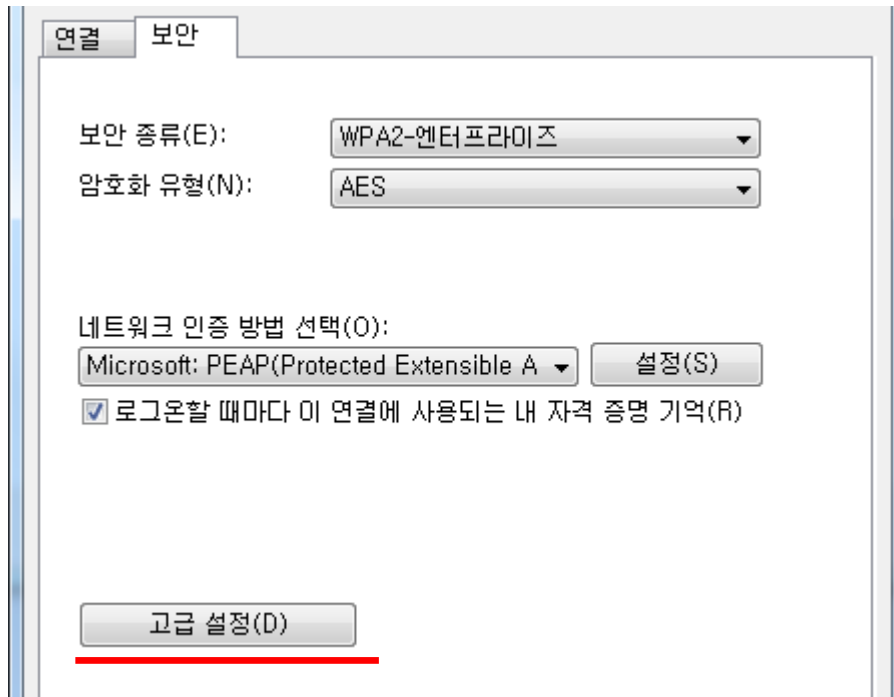 연결 보안
보안 종류(E): WPA2-엔터프라이즈
암호화 유형(N): AES
네트워크 인증 방법 선택(O):
Microsoft: PEAP(Protected Extensible A 설정(S)
로그온할 때마다 이 연결에 사용되는 내 자격 증명 기억(R)
고급 설정(D)